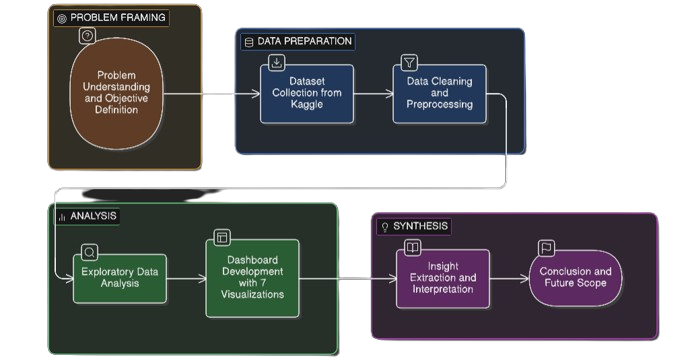 PROBLEM FRAMING
Problem
Understanding
and Objective
Definition
DATA PREPARATION
Dataset
Collection from
Kaggle
Data Cleaning
and
Preprocessing
ANALYSIS
Exploratory Data
Analysis
Dashboard
Development
with 7
Visualizations
SYNTHESIS
Insight
Extraction and
Interpretation
Conclusion and
Future Scope